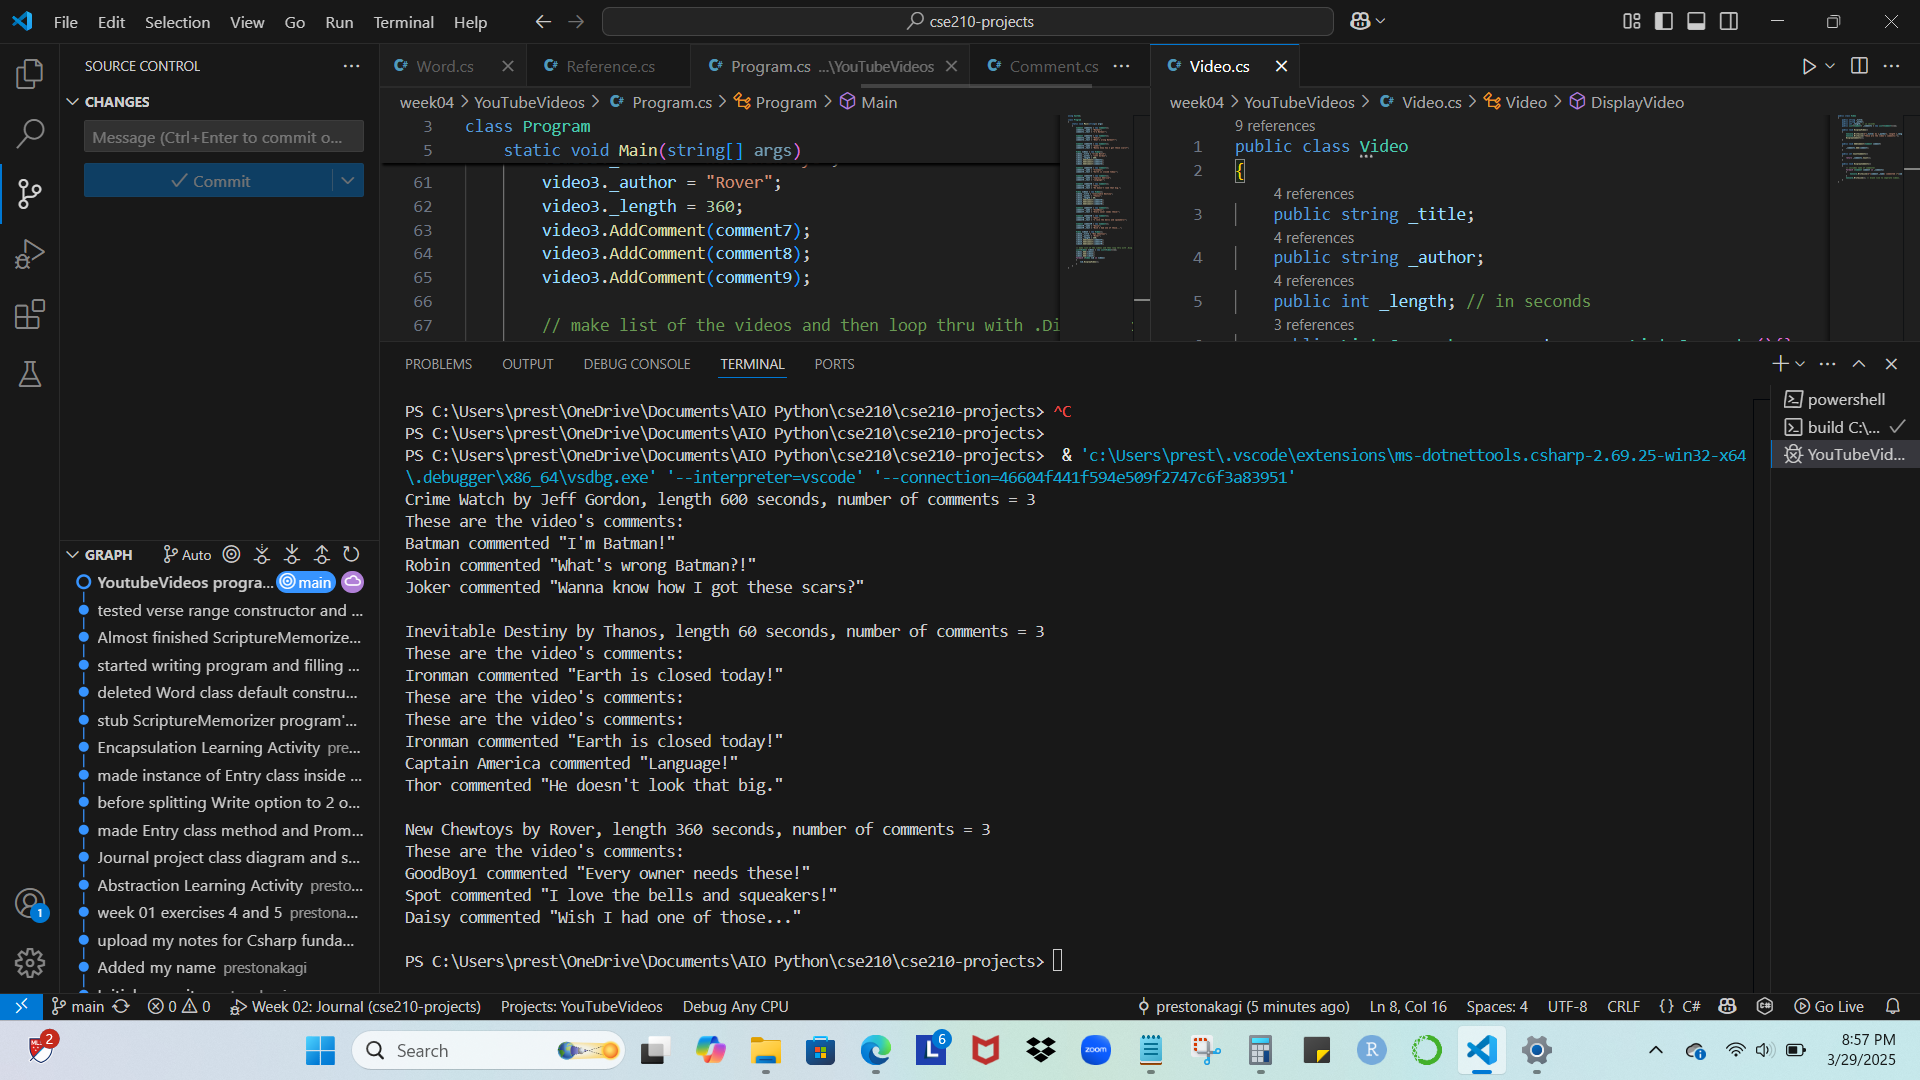 File Edit Selection View Go Run Terminal Help
cse210-projects
SOURCE CONTROL
CHANGES
Message (Ctrl+Enter to commit o...
Commit
GRAPH
Auto
YoutubeVideos progra... main
tested verse range constructor and ...
Almost finished ScriptureMemorize...
started writing program and filling ...
deleted Word class default constru...
stub ScriptureMemorizer program'...
Encapsulation Learning Activity pre...
made instance of Entry class inside ...
before splitting Write option to 2 o...
made Entry class method and Prom...
Journal project class diagram and s...
Abstraction Learning Activity presto...
week 01 exercises 4 and 5 prestona...
upload my notes for Csharp funda...
Added my name prestonakagi
1
Word.cs Reference.cs Program.cs ...\YouTubeVideos Comment.cs
week04 > YouTubeVideos > Program.cs > Program > Main
3 class Program
5 static void Main(string[] args)
61 video3._author = "Rover";
62 video3._length = 360;
63 video3.AddComment(comment7);
64 video3.AddComment(comment8);
65 video3.AddComment(comment9);
66
67 // make list of the videos and then loop thru with .Di
Video.cs
week04 > YouTubeVideos > Video.cs > Video > DisplayVideo
9 references
1 public class Video
2 {
4 references
3 public string _title;
4 references
4 public string _author;
4 references
5 public int _length; // in seconds
3 references
PROBLEMS OUTPUT DEBUG CONSOLE TERMINAL PORTS
PS C:\Users\prest\OneDrive\Documents\AIO Python\cse210\cse210-projects> ^C
PS C:\Users\prest\OneDrive\Documents\AIO Python\cse210\cse210-projects>
PS C:\Users\prest\OneDrive\Documents\AIO Python\cse210\cse210-projects> & 'c:\Users\prest\.vscode\extensions\ms-dotnettools.csharp-2.69.25-win32-x64
\.debugger\x86_64\vsdbg.exe' '--interpreter=vscode' '--connection=46604f441f594e509f2747c6f3a83951'
Crime Watch by Jeff Gordon, length 600 seconds, number of comments = 3
These are the video's comments:
Batman commented "I'm Batman!"
Robin commented "What's wrong Batman?!"
Joker commented "Wanna know how I got these scars?"
Inevitable Destiny by Thanos, length 60 seconds, number of comments = 3
These are the video's comments:
Ironman commented "Earth is closed today!"
These are the video's comments:
These are the video's comments:
Ironman commented "Earth is closed today!"
Captain America commented "Language!"
Thor commented "He doesn't look that big."
New Chewtoys by Rover, length 360 seconds, number of comments = 3
These are the video's comments:
GoodBoy1 commented "Every owner needs these!"
Spot commented "I love the bells and squeakers!"
Daisy commented "Wish I had one of those..."
PS C:\Users\prest\OneDrive\Documents\AIO Python\cse210\cse210-projects>
powershell
build C:\...
YouTubeVid...
main 0 0 Week 02: Journal (cse210-projects) Projects: YouTubeVideos Debug Any CPU
prestonakagi (5 minutes ago) Ln 8, Col 16 Spaces: 4 UTF-8 CRLF {} C# Go Live
2
Search
L 6
zoom
R
8:57 PM
3/29/2025